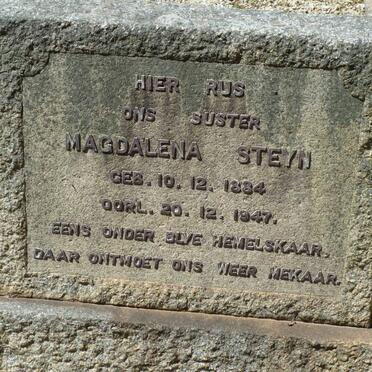 HIER RUS
ONS SUSTER
MAGDALENA STEYN
GEB. 10. 12. 1884
OORL. 20. 12. 1947.
EENS ONDER BLYE HEMELSKAAR.
DAAR ONTMOET ONS WEER MEKAAR.